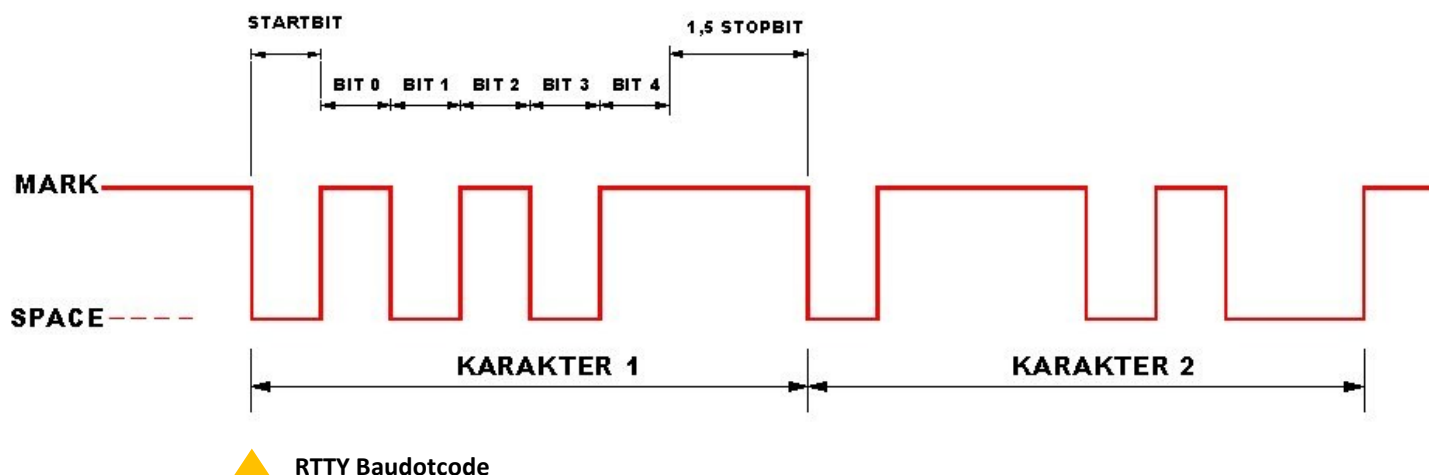 STARTBIT
1,5 STOPBIT
BIT 0 BIT 1 BIT 2 BIT 3 BIT 4
MARK
SPACE
KARAKTER 1 KARAKTER 2
RTTY Baudotcode